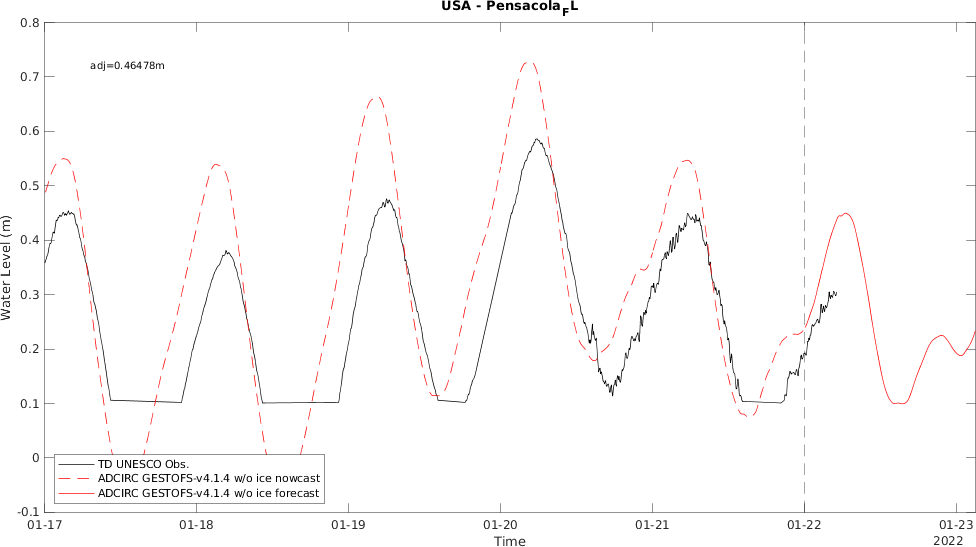 USA - Pensacola_FL
0.8
0.7
0.6
0.5
0.4
0.3
0.2
0.1
0
-0.1
Water Level (m)
adj=0.46478m
TD UNESCO Obs.
ADCIRC GESTOFS-v4.1.4 w/o ice nowcast
ADCIRC GESTOFS-v4.1.4 w/o ice forecast
01-17 01-18 01-19 01-20 01-21 01-22 01-23
Time
2022